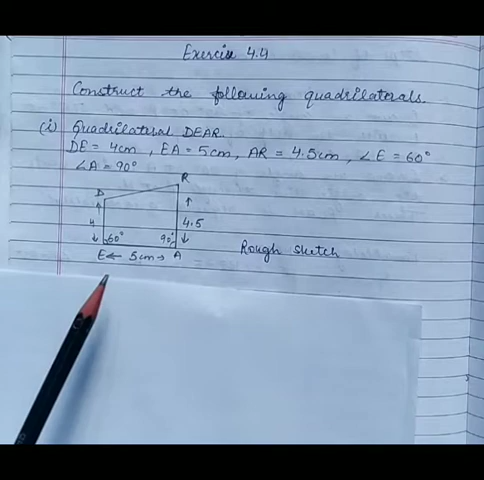 Exercise 4.4
Construct the following quadrilaterals.
(i) Quadrilateral DEAR.
DE = 4cm, EA = 5cm, AR = 4.5cm, ∠E = 60°
∠A = 90°
R
D
4
4.5
60°
90°
E ← 5cm → A
Rough sketch